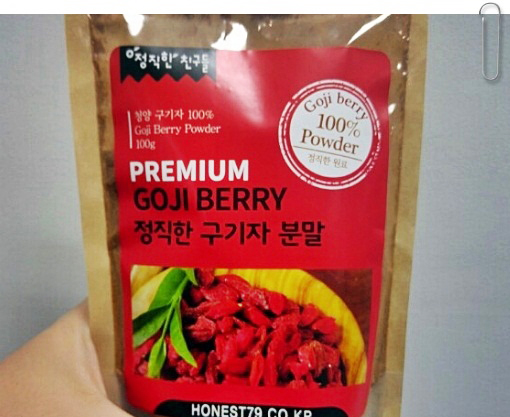 정직한 친구들
청양 구기자 100%
Goji Berry Powder
100g
Goji berry
100%
Powder
정직한 원료
PREMIUM
GOJI BERRY
정직한 구기자 분말
HONEST79.CO.KR